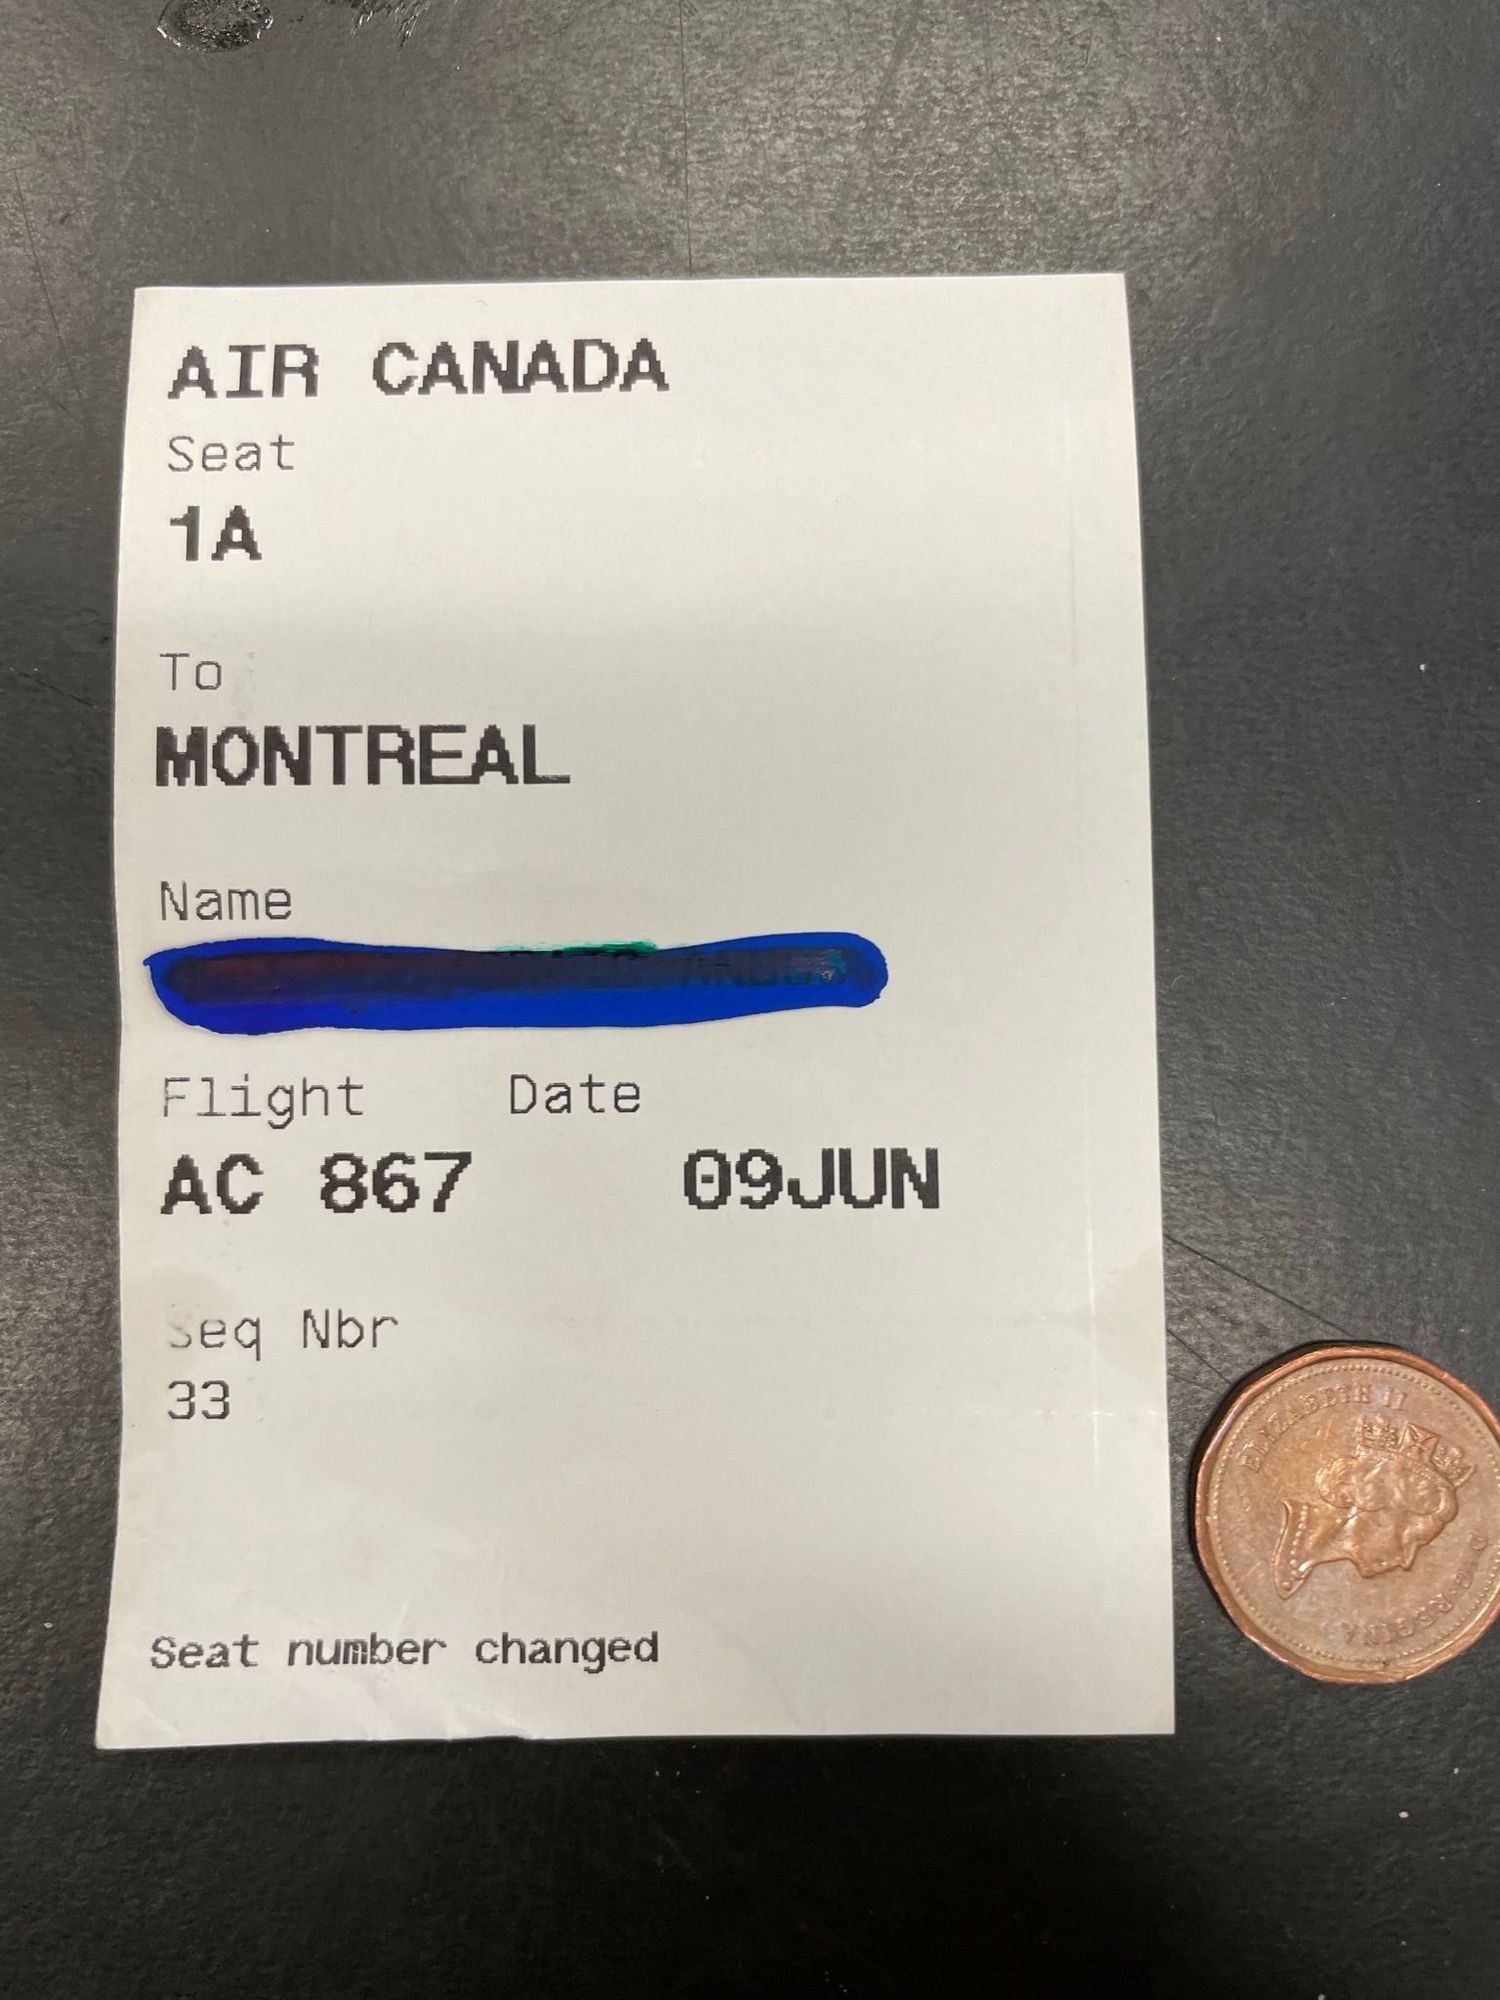 AIR CANADA
Seat
1A
To
MONTREAL
Name
Flight Date
AC 867 09JUN
Seq Nbr
33
Seat number changed
ELIZABETH II
D·G·REGINA